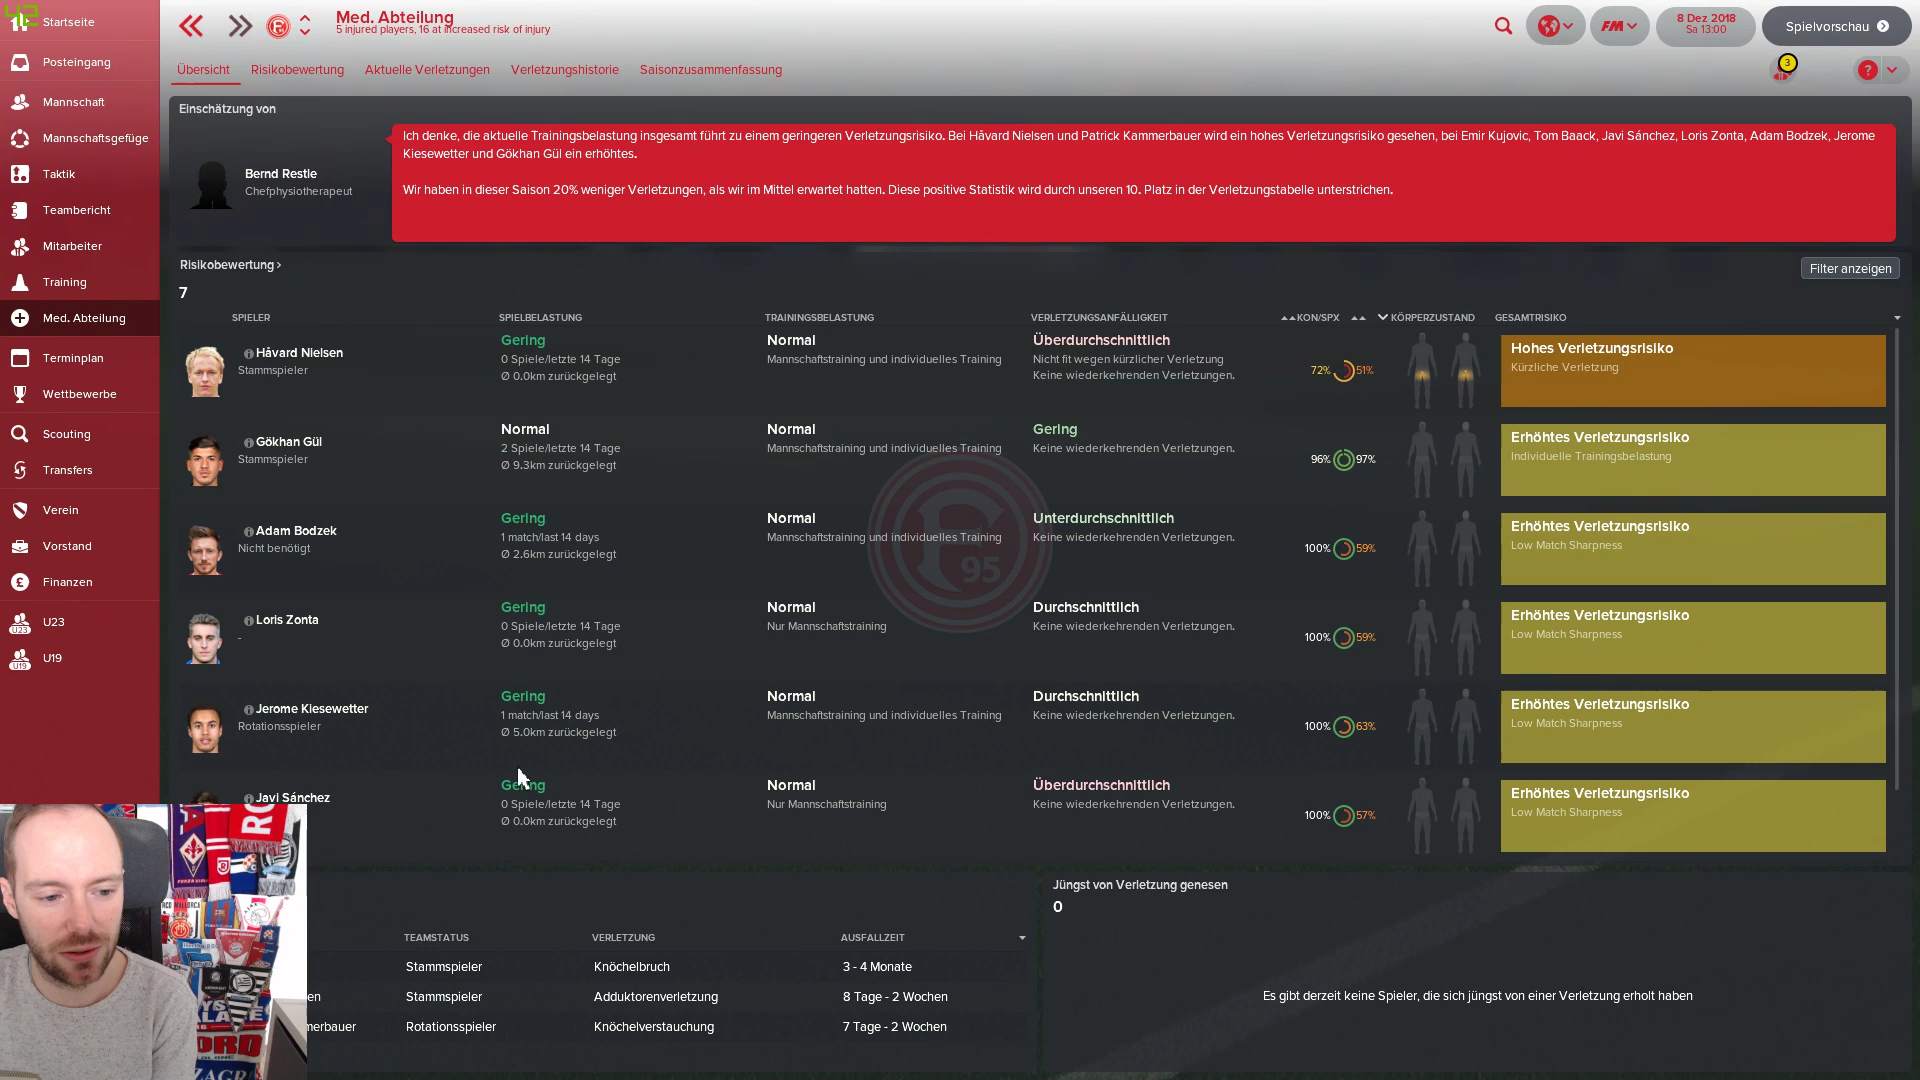 42
Startseite
Posteingang
Mannschaft
Mannschaftsgefüge
Taktik
Teambericht
Mitarbeiter
Training
Med. Abteilung
Terminplan
Wettbewerbe
Scouting
Transfers
Verein
Vorstand
Finanzen
U23
U23
U19
U19
Med. Abteilung
5 injured players, 16 at increased risk of injury
FM
8 Dez 2018
Sa 13:00
Spielvorschau
Übersicht
Risikobewertung
Aktuelle Verletzungen
Verletzungshistorie
Saisonzusammenfassung
3
?
Einschätzung von
Bernd Restle
Chefphysiotherapeut
Ich denke, die aktuelle Trainingsbelastung insgesamt führt zu einem geringeren Verletzungsrisiko. Bei Håvard Nielsen und Patrick Kammerbauer wird ein hohes Verletzungsrisiko gesehen, bei Emir Kujovic, Tom Baack, Javi Sánchez, Loris Zonta, Adam Bodzek, Jerome
Kiesewetter und Gökhan Gül ein erhöhtes.
Wir haben in dieser Saison 20% weniger Verletzungen, als wir im Mittel erwartet hatten. Diese positive Statistik wird durch unseren 10. Platz in der Verletzungstabelle unterstrichen.
Risikobewertung >
Filter anzeigen
7
SPIELER SPIELBELASTUNG TRAININGSBELASTUNG VERLETZUNGSANFÄLLIGKEIT KON/SPX KÖRPERZUSTAND GESAMTRISIKO
Håvard Nielsen
Stammspieler
Gering
0 Spiele/letzte 14 Tage
Ø 0.0km zurückgelegt
Normal
Mannschaftstraining und individuelles Training
Überdurchschnittlich
Nicht fit wegen kürzlicher Verletzung
Keine wiederkehrenden Verletzungen.
72% 51%
Hohes Verletzungsrisiko
Kürzliche Verletzung
Gökhan Gül
Stammspieler
Normal
2 Spiele/letzte 14 Tage
Ø 9.3km zurückgelegt
Normal
Mannschaftstraining und individuelles Training
Gering
Keine wiederkehrenden Verletzungen.
96% 97%
Erhöhtes Verletzungsrisiko
Individuelle Trainingsbelastung
Adam Bodzek
Nicht benötigt
Gering
1 match/last 14 days
Ø 2.6km zurückgelegt
Normal
Mannschaftstraining und individuelles Training
Unterdurchschnittlich
Keine wiederkehrenden Verletzungen.
100% 59%
Erhöhtes Verletzungsrisiko
Low Match Sharpness
F
95
Loris Zonta
-
Gering
0 Spiele/letzte 14 Tage
Ø 0.0km zurückgelegt
Normal
Nur Mannschaftstraining
Durchschnittlich
Keine wiederkehrenden Verletzungen.
100% 59%
Erhöhtes Verletzungsrisiko
Low Match Sharpness
Jerome Kiesewetter
Rotationsspieler
Gering
1 match/last 14 days
Ø 5.0km zurückgelegt
Normal
Mannschaftstraining und individuelles Training
Durchschnittlich
Keine wiederkehrenden Verletzungen.
100% 63%
Erhöhtes Verletzungsrisiko
Low Match Sharpness
Javi Sánchez
Gering
0 Spiele/letzte 14 Tage
Ø 0.0km zurückgelegt
Normal
Nur Mannschaftstraining
Überdurchschnittlich
Keine wiederkehrenden Verletzungen.
100% 57%
Erhöhtes Verletzungsrisiko
Low Match Sharpness
TEAMSTATUS VERLETZUNG AUSFALLZEIT
Stammspieler Knöchelbruch 3 - 4 Monate
en Stammspieler Adduktorenverletzung 8 Tage - 2 Wochen
merbauer Rotationsspieler Knöchelverstauchung 7 Tage - 2 Wochen
Jüngst von Verletzung genesen
0
Es gibt derzeit keine Spieler, die sich jüngst von einer Verletzung erholt haben